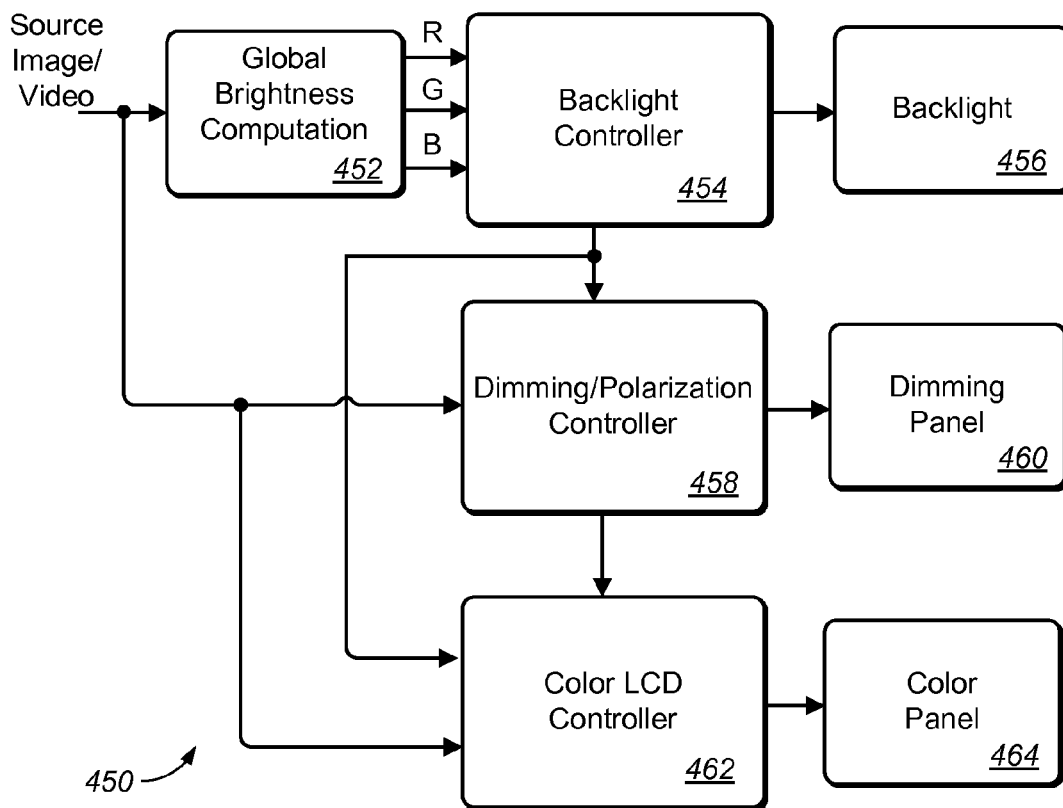 Source
Image/
Video
Global
Brightness
Computation
452
R
G
B
Backlight
Controller
454
Backlight
456
Dimming/Polarization
Controller
458
Dimming
Panel
460
Color LCD
Controller
462
Color
Panel
464
450